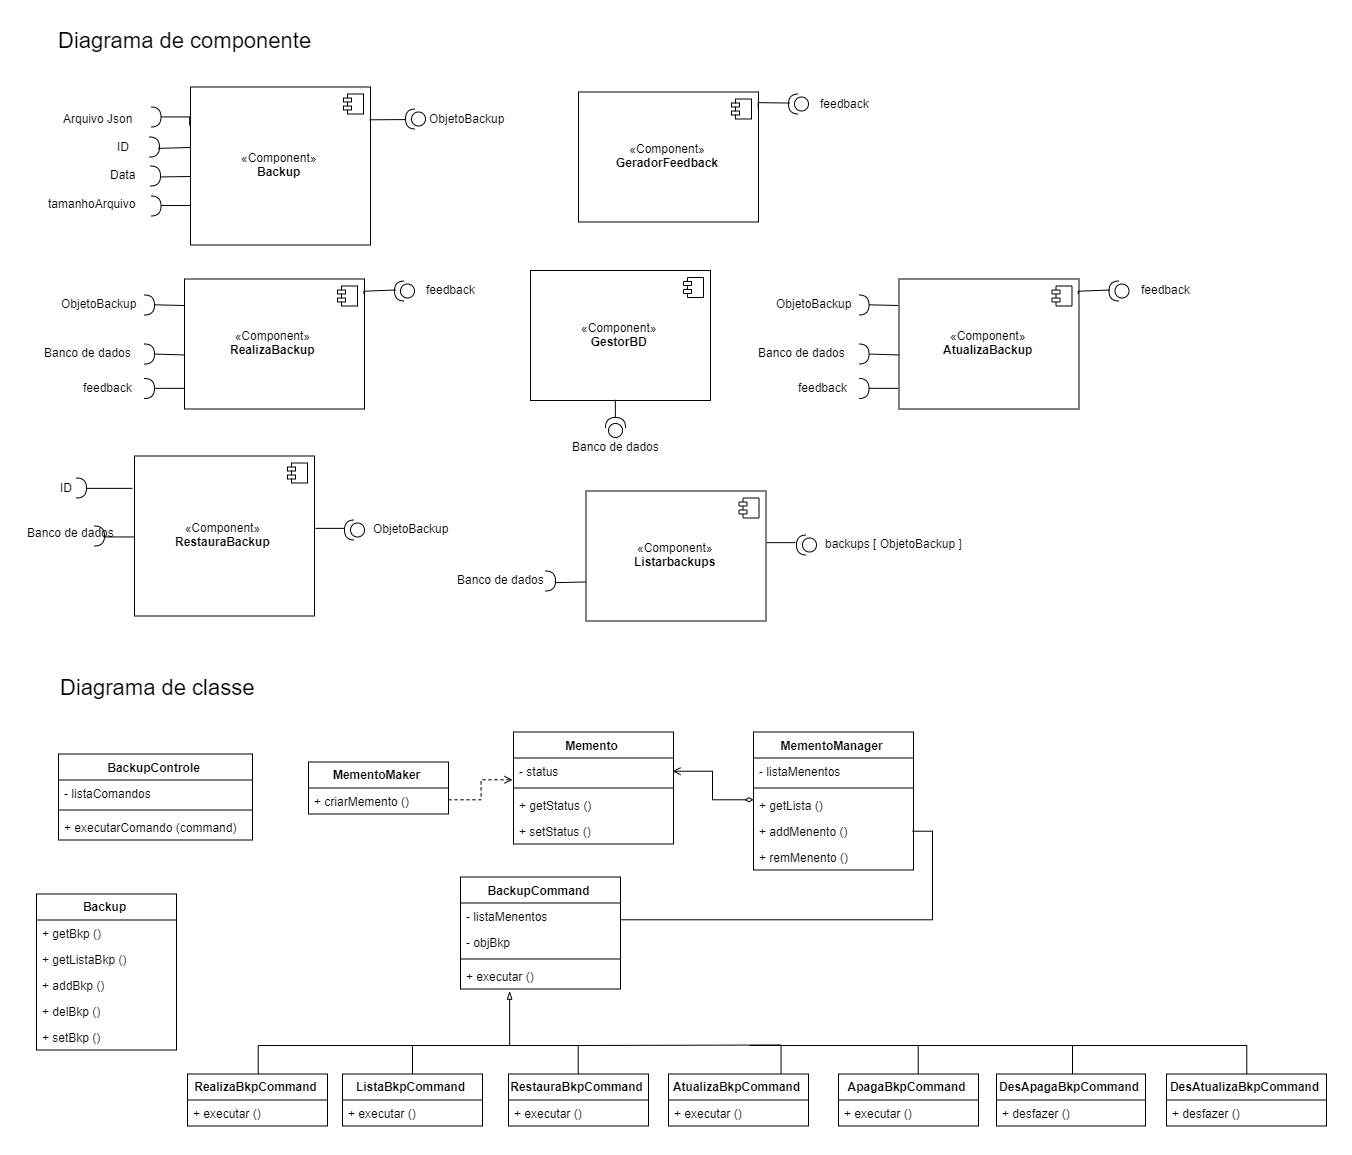 Diagrama de componente
Arquivo Json
ID
Data
tamanhoArquivo
«Component»
Backup
ObjetoBackup
«Component»
GeradorFeedback
feedback
ObjetoBackup
Banco de dados
feedback
«Component»
RealizaBackup
feedback
«Component»
GestorBD
Banco de dados
ObjetoBackup
Banco de dados
feedback
«Component»
AtualizaBackup
feedback
ID
Banco de dados
«Component»
RestauraBackup
ObjetoBackup
Banco de dados
«Component»
Listarbackups
backups [ ObjetoBackup ]
Diagrama de classe
BackupControle
- listaComandos
+ executarComando (command)
MementoMaker
+ criarMemento ()
Memento
- status
+ getStatus ()
+ setStatus ()
MementoManager
- listaMenentos
+ getLista ()
+ addMenento ()
+ remMenento ()
Backup
+ getBkp ()
+ getListaBkp ()
+ addBkp ()
+ delBkp ()
+ setBkp ()
BackupCommand
- listaMenentos
- objBkp
+ executar ()
RealizaBkpCommand
+ executar ()
ListaBkpCommand
+ executar ()
RestauraBkpCommand
+ executar ()
AtualizaBkpCommand
+ executar ()
ApagaBkpCommand
+ executar ()
DesApagaBkpCommand
+ desfazer ()
DesAtualizaBkpCommand
+ desfazer ()